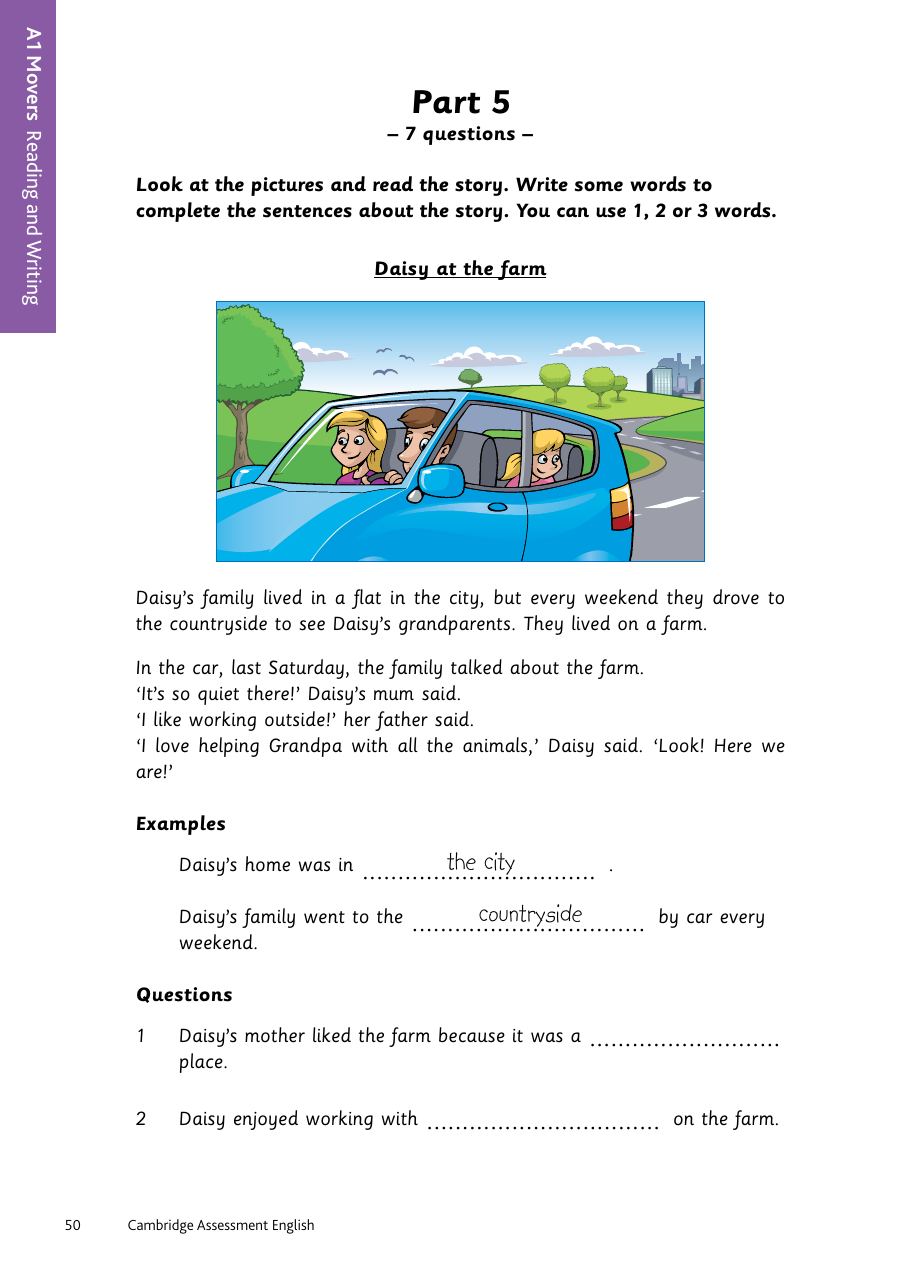 A1 Movers Reading and Writing
Part 5
– 7 questions –
Look at the pictures and read the story. Write some words to
complete the sentences about the story. You can use 1, 2 or 3 words.
Daisy at the farm
Daisy’s family lived in a flat in the city, but every weekend they drove to
the countryside to see Daisy’s grandparents. They lived on a farm.
In the car, last Saturday, the family talked about the farm.
‘It’s so quiet there!’ Daisy’s mum said.
‘I like working outside!’ her father said.
‘I love helping Grandpa with all the animals,’ Daisy said. ‘Look! Here we
are!’
Examples
Daisy’s home was in the city .
Daisy’s family went to the countryside by car every
weekend.
Questions
1 Daisy’s mother liked the farm because it was a ...........................
place.
2 Daisy enjoyed working with ................................. on the farm.
50 Cambridge Assessment English